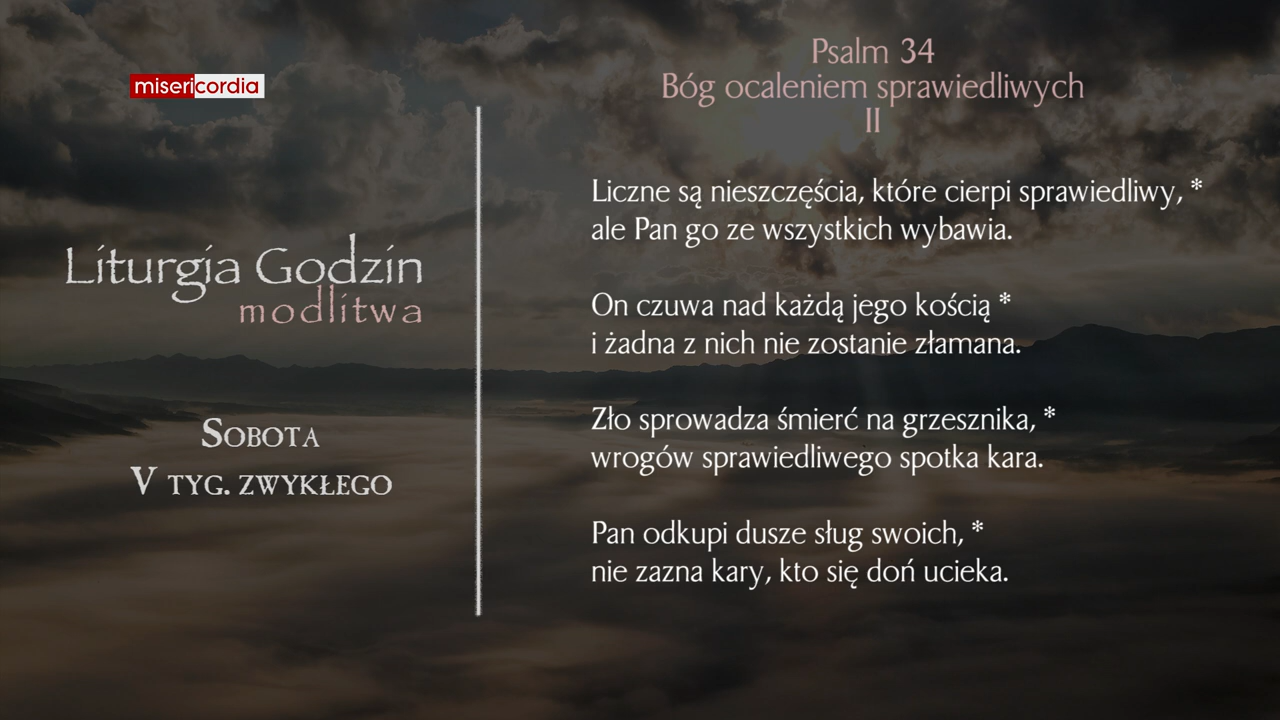 misericordia
Liturgia Godzin
modlitwa
Sobota
V tyg. zwykłego
Psalm 34
Bóg ocaleniem sprawiedliwych
II
Liczne są nieszczęścia, które cierpi sprawiedliwy, *
ale Pan go ze wszystkich wybawia.
On czuwa nad każdą jego kością *
i żadna z nich nie zostanie złamana.
Zło sprowadza śmierć na grzesznika, *
wrogów sprawiedliwego spotka kara.
Pan odkupi dusze sług swoich, *
nie zazna kary, kto się doń ucieka.